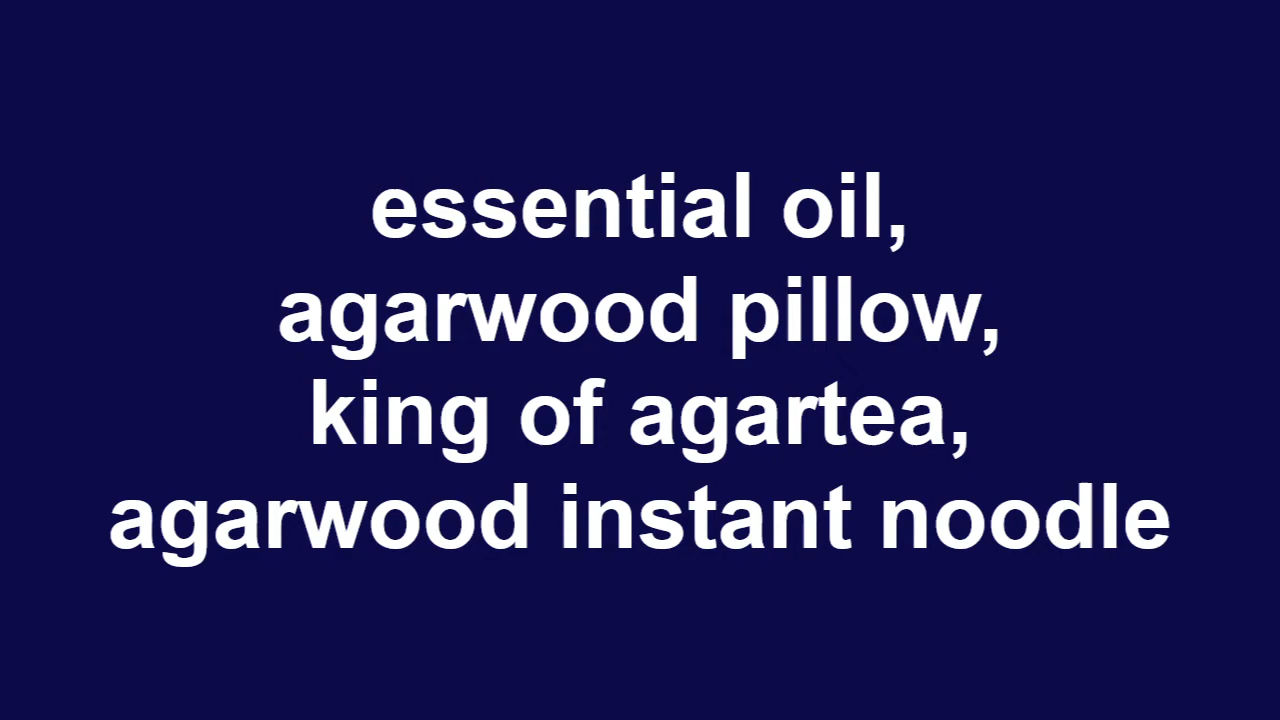 essential oil,
agarwood pillow,
king of agartea,
agarwood instant noodle